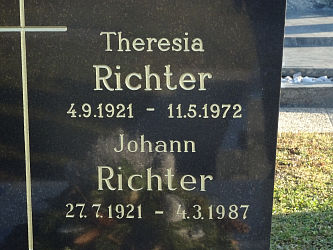 Theresia
Richter
4.9.1921 - 11.5.1972
Johann
Richter
27.7.1921 - 4.3.1987